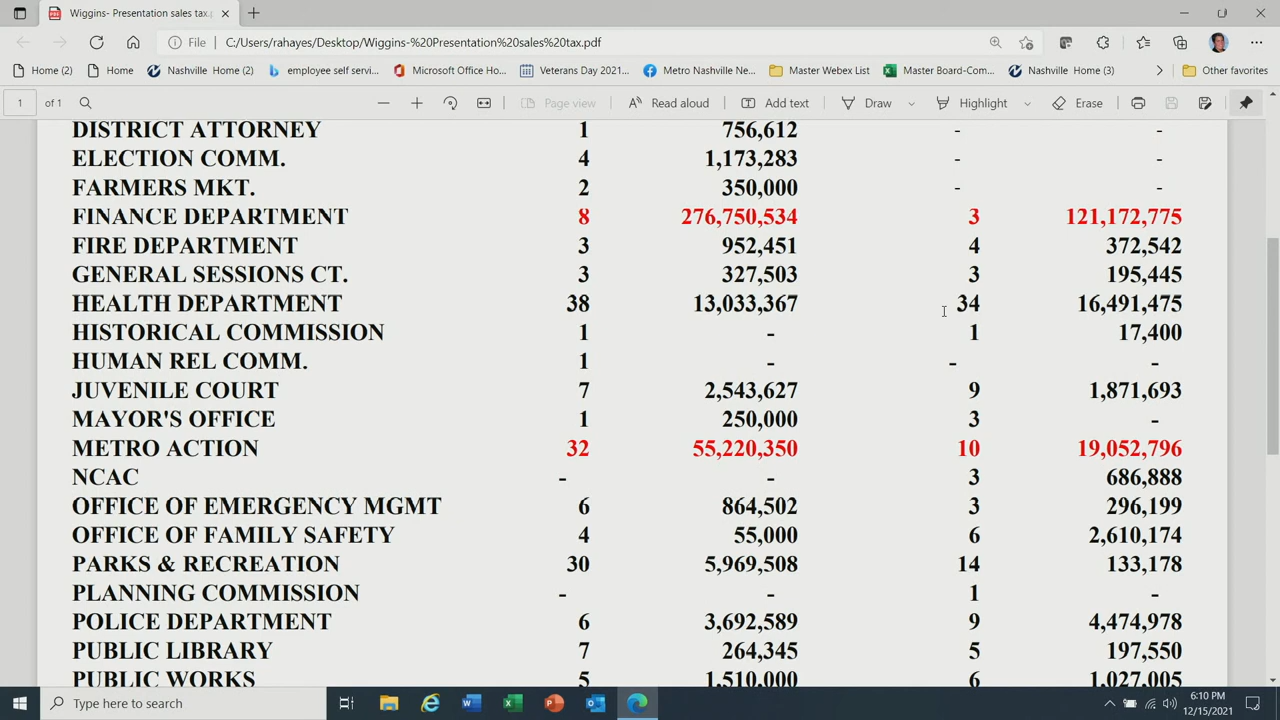 Wiggins- Presentation sales tax.p
File C:/Users/rahayes/Desktop/Wiggins-%20Presentation%20sales%20tax.pdf
Home (2) Home Nashville Home (2) employee self servi... Microsoft Office Ho... Veterans Day 2021... Metro Nashville Ne... Master Webex List Master Board-Com... Nashville Home (3) Other favorites
1 of 1 Page view Read aloud Add text Draw Highlight Erase
DISTRICT ATTORNEY 1 756,612 - -
ELECTION COMM. 4 1,173,283 - -
FARMERS MKT. 2 350,000 - -
FINANCE DEPARTMENT 8 276,750,534 3 121,172,775
FIRE DEPARTMENT 3 952,451 4 372,542
GENERAL SESSIONS CT. 3 327,503 3 195,445
HEALTH DEPARTMENT 38 13,033,367 34 16,491,475
HISTORICAL COMMISSION 1 - 1 17,400
HUMAN REL COMM. 1 - - -
JUVENILE COURT 7 2,543,627 9 1,871,693
MAYOR'S OFFICE 1 250,000 3 -
METRO ACTION 32 55,220,350 10 19,052,796
NCAC - - 3 686,888
OFFICE OF EMERGENCY MGMT 6 864,502 3 296,199
OFFICE OF FAMILY SAFETY 4 55,000 6 2,610,174
PARKS & RECREATION 30 5,969,508 14 133,178
PLANNING COMMISSION - - 1 -
POLICE DEPARTMENT 6 3,692,589 9 4,474,978
PUBLIC LIBRARY 7 264,345 5 197,550
PUBLIC WORKS 5 1,510,000 6 1,027,005
Type here to search 6:10 PM
12/15/2021